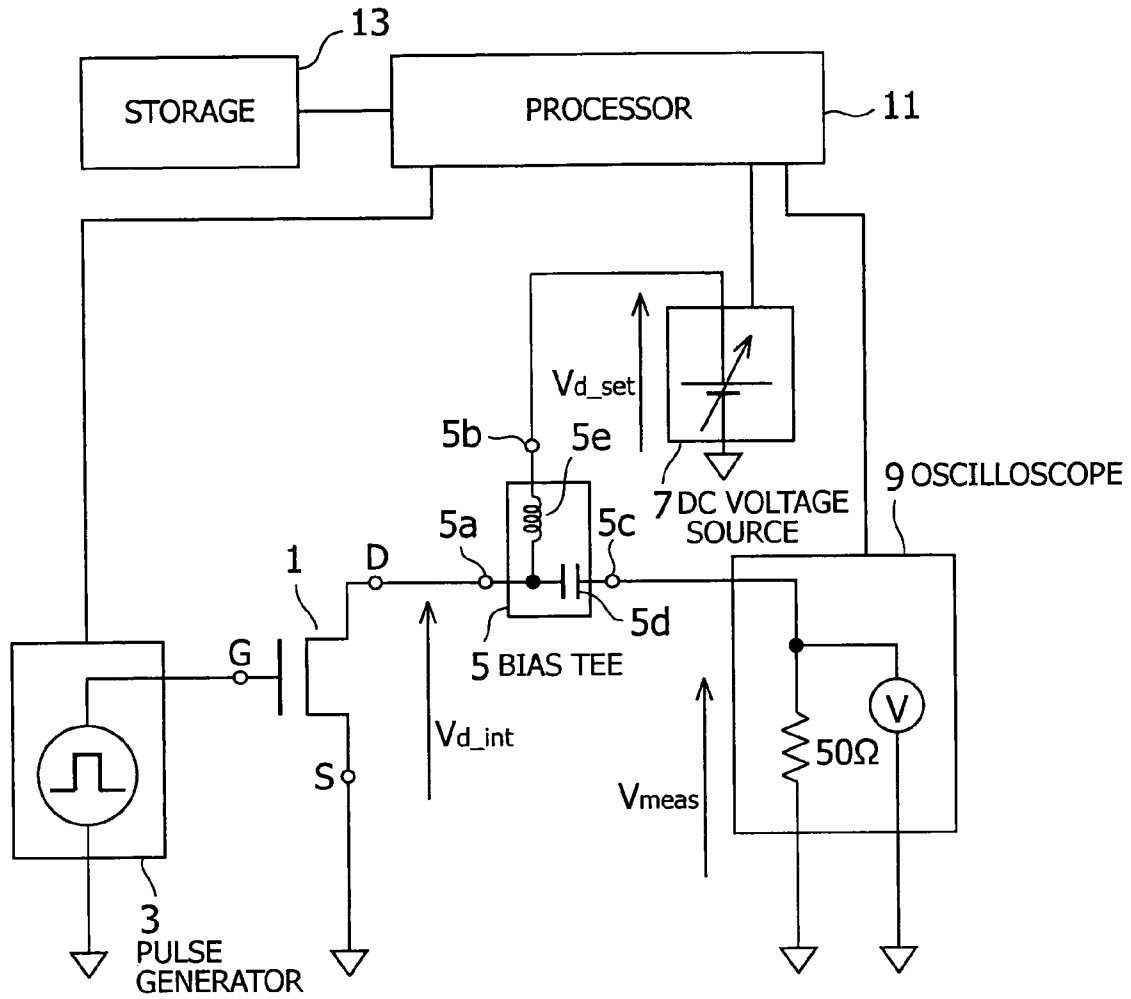 13
STORAGE
PROCESSOR
11
Vd_set
5b
5e
7 DC VOLTAGE
SOURCE
9 OSCILLOSCOPE
5a
5c
1
D
5d
5 BIAS TEE
G
Vd_int
S
V
50Ω
Vmeas
3
PULSE
GENERATOR